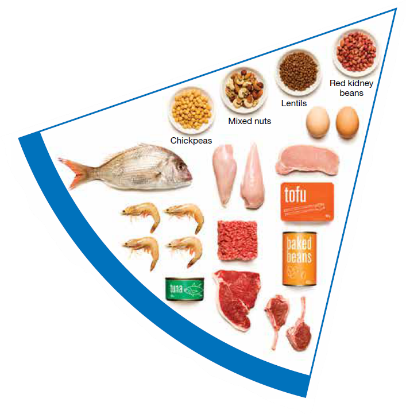 Red kidney
beans
Lentils
Mixed nuts
Chickpeas
tofu
baked
beans
tuna